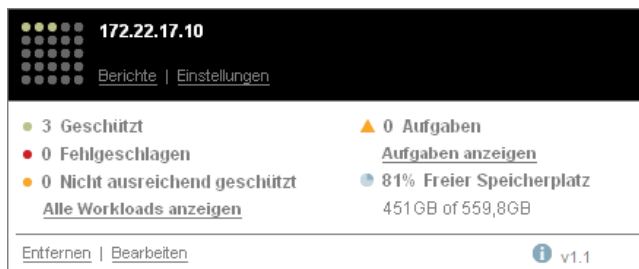 172.22.17.10
Berichte | Einstellungen
3 Geschützt
0 Fehlgeschlagen
0 Nicht ausreichend geschützt
Alle Workloads anzeigen
0 Aufgaben
Aufgaben anzeigen
81% Freier Speicherplatz
451GB of 559,8GB
Entfernen | Bearbeiten
v1.1